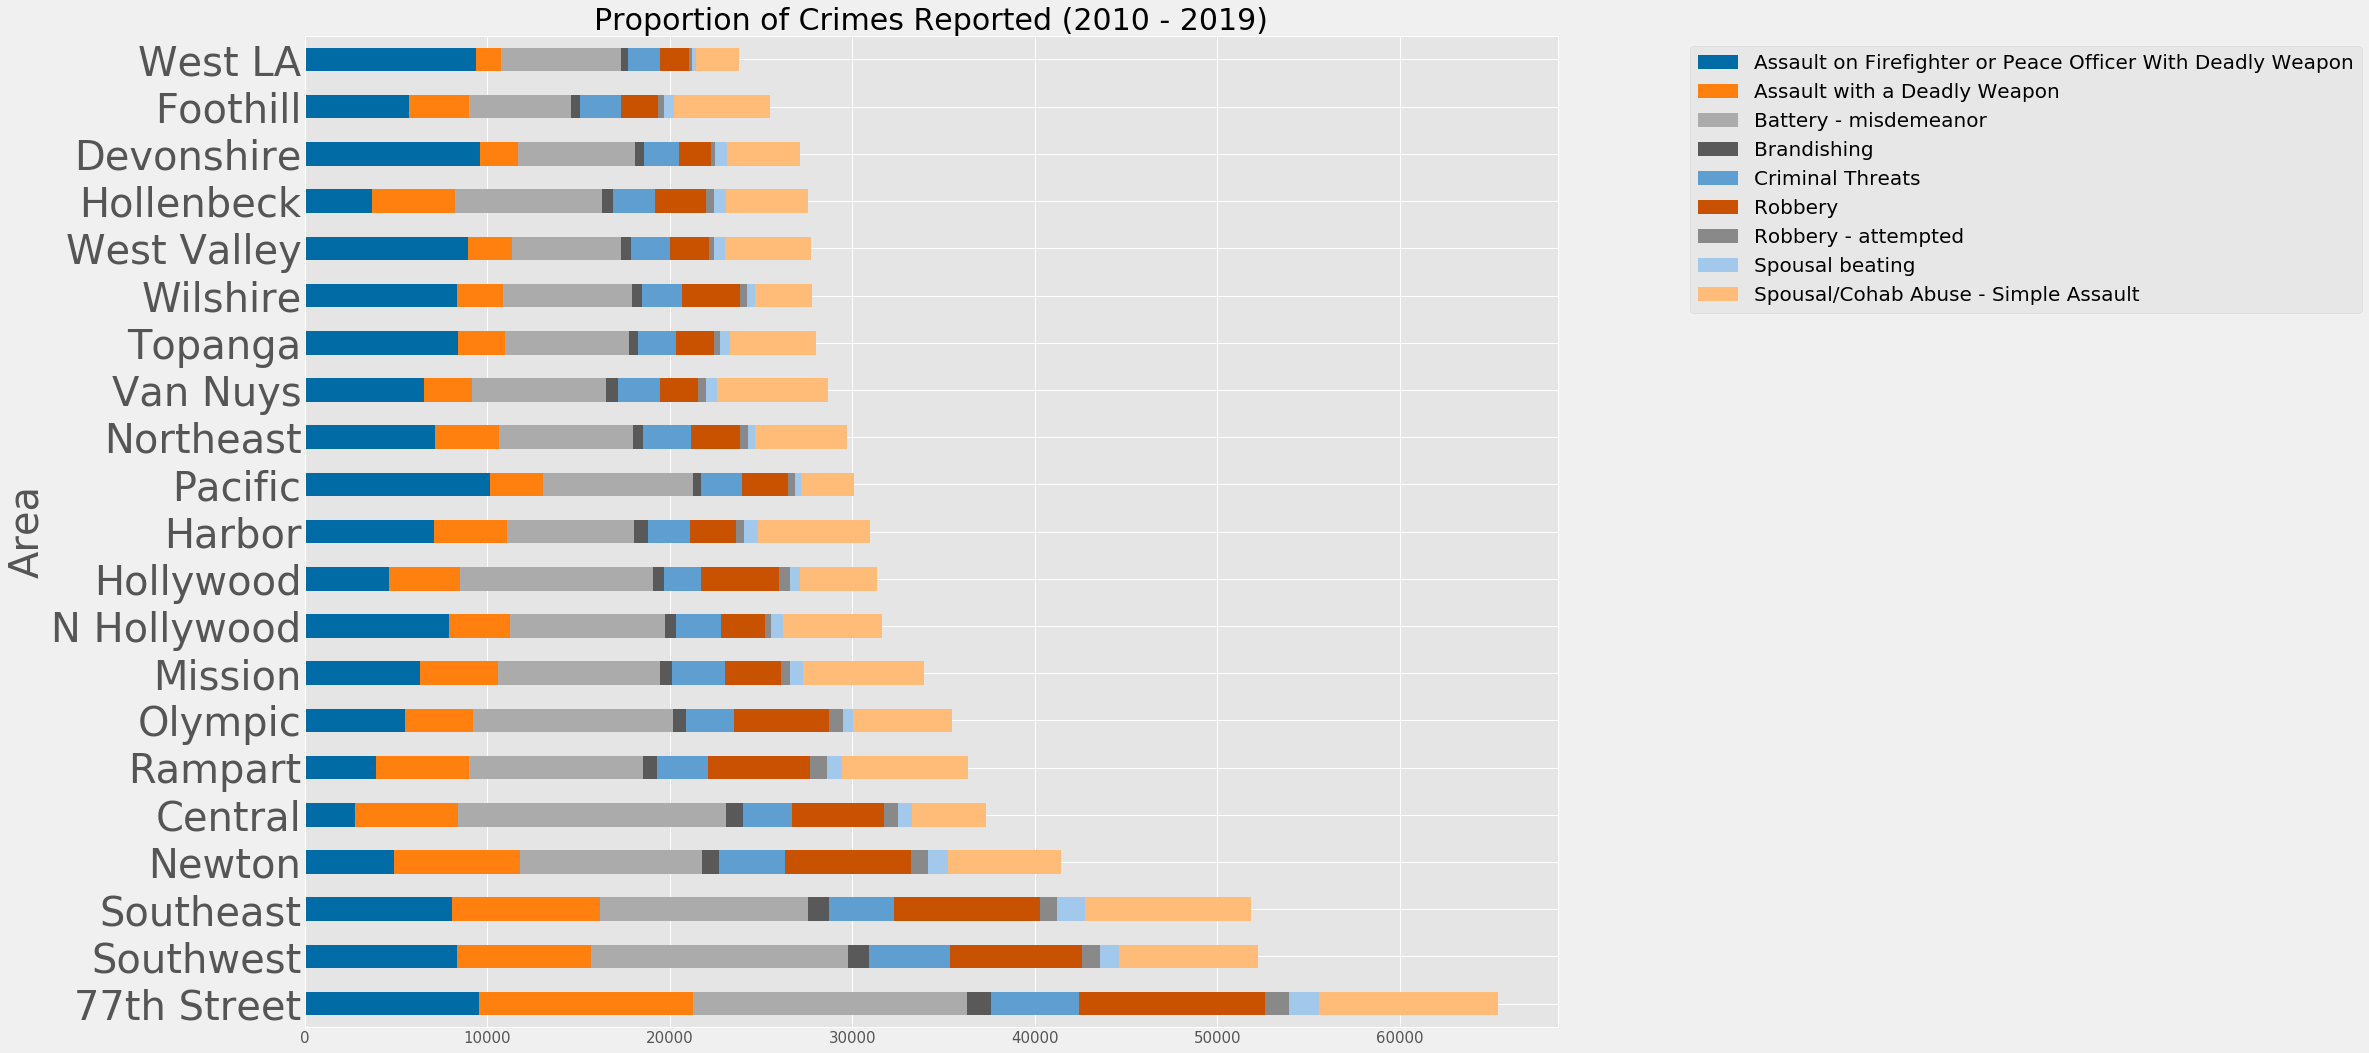 Proportion of Crimes Reported (2010 - 2019)
Area
West LA
Foothill
Devonshire
Hollenbeck
West Valley
Wilshire
Topanga
Van Nuys
Northeast
Pacific
Harbor
Hollywood
N Hollywood
Mission
Olympic
Rampart
Central
Newton
Southeast
Southwest
77th Street
0 10000 20000 30000 40000 50000 60000
Assault on Firefighter or Peace Officer With Deadly Weapon
Assault with a Deadly Weapon
Battery - misdemeanor
Brandishing
Criminal Threats
Robbery
Robbery - attempted
Spousal beating
Spousal/Cohab Abuse - Simple Assault